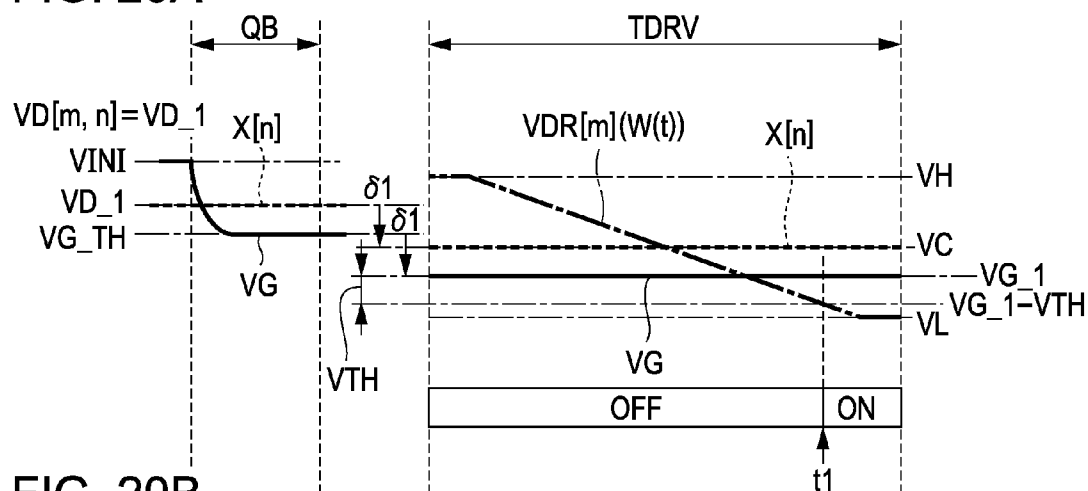 QB
TDRV
VD[m, n]=VD_1
X[n]
VDR[m](W(t))
X[n]
VINI
δ1
VH
VD_1
δ1
VG_TH
VC
VG
VG_1
VG_1−VTH
VL
VTH
VG
OFF
ON
t1